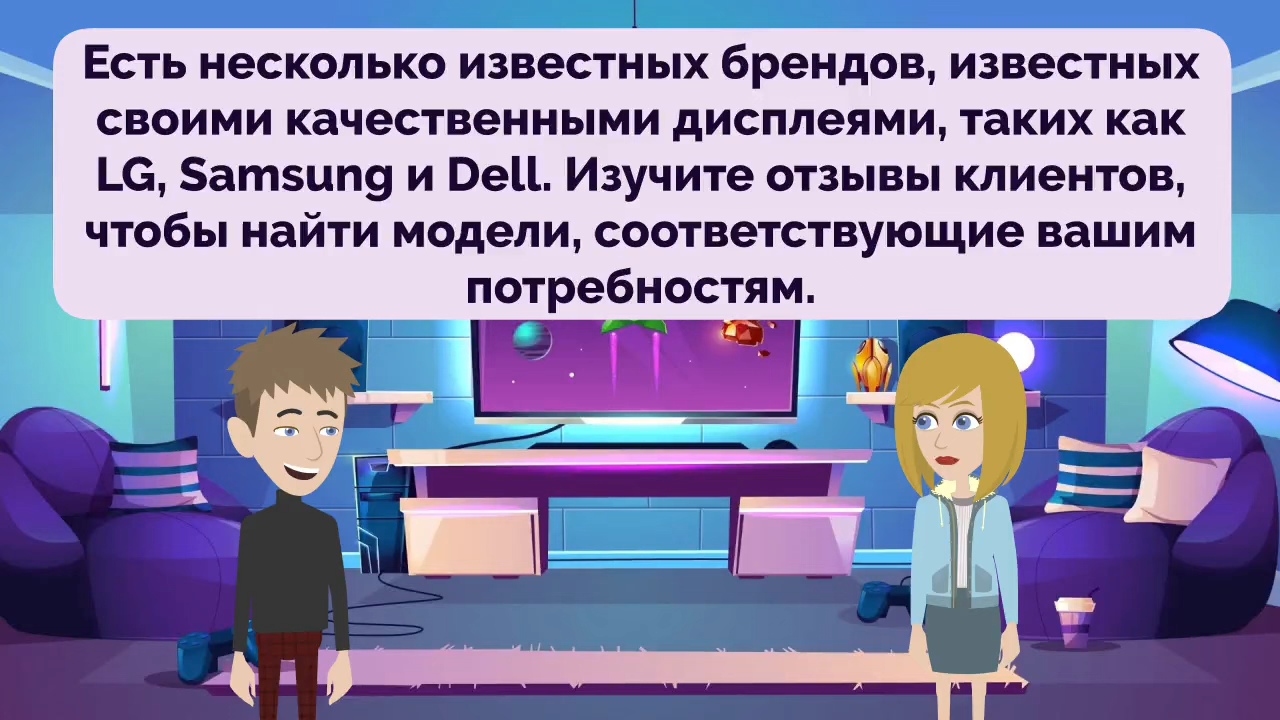 Есть несколько известных брендов, известных
своими качественными дисплеями, таких как
LG, Samsung и Dell. Изучите отзывы клиентов,
чтобы найти модели, соответствующие вашим
потребностям.